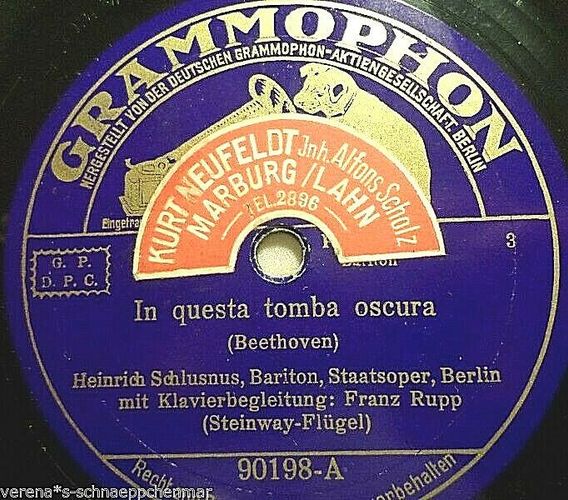 GRAMMOPHON
HERGESTELLT VON DER DEUTSCHEN GRAMMOPHON-AKTIENGESELLSCHAFT. BERLIN
KURT NEUFELDT Inh. Alfons Scholz
MARBURG/LAHN
TEL. 2896
Bariton
3
G. P.
D. P. C.
In questa tomba oscura
(Beethoven)
Heinrich Schlusnus, Bariton, Staatsoper, Berlin
mit Klavierbegleitung: Franz Rupp
(Steinway-Flügel)
90198-A
verena*s-schnaeppchenmar